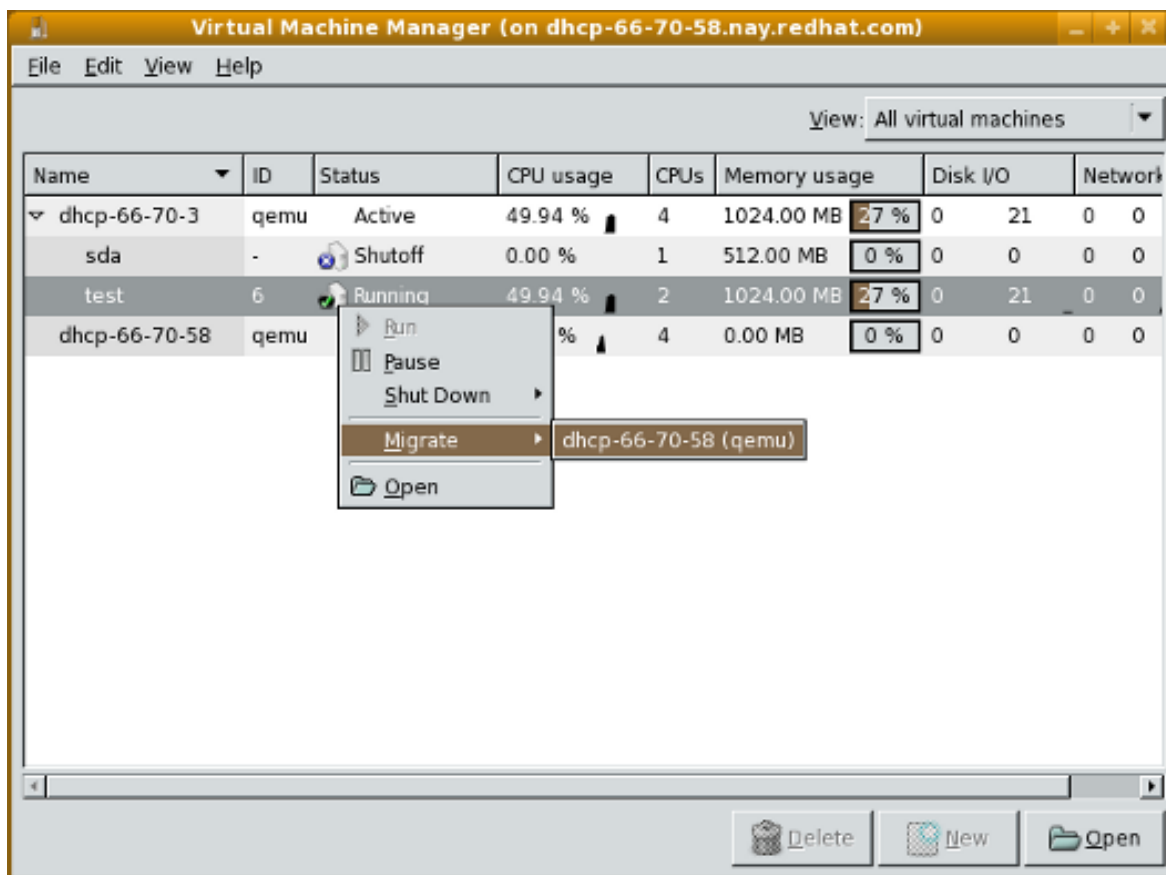 Virtual Machine Manager (on dhcp-66-70-58.nay.redhat.com)
File Edit View Help
View: All virtual machines
Name ID Status CPU usage CPUs Memory usage Disk I/O Network
dhcp-66-70-3 qemu Active 49.94 % 4 1024.00 MB 27 % 0 21 0 0
sda - Shutoff 0.00 % 1 512.00 MB 0 % 0 0 0 0
test 6 Running 49.94 % 2 1024.00 MB 27 % 0 21 0 0
dhcp-66-70-58 qemu % 4 0.00 MB 0 % 0 0 0 0
Run
Pause
Shut Down
Migrate dhcp-66-70-58 (qemu)
Open
Delete New Open